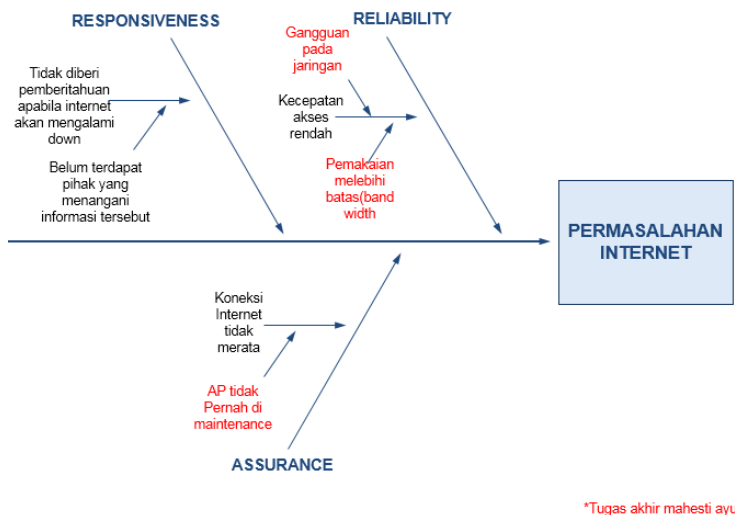 RESPONSIVENESS
Tidak diberi
pemberitahuan
apabila internet
akan mengalami
down
Belum terdapat
pihak yang
menangani
informasi tersebut
RELIABILITY
Gangguan
pada
jaringan
Kecepatan
akses
rendah
Pemakaian
melebihi
batas(band
width
PERMASALAHAN
INTERNET
Koneksi
Internet
tidak
merata
AP tidak
Pernah di
maintenance
ASSURANCE
*Tugas akhir mahesti ayu